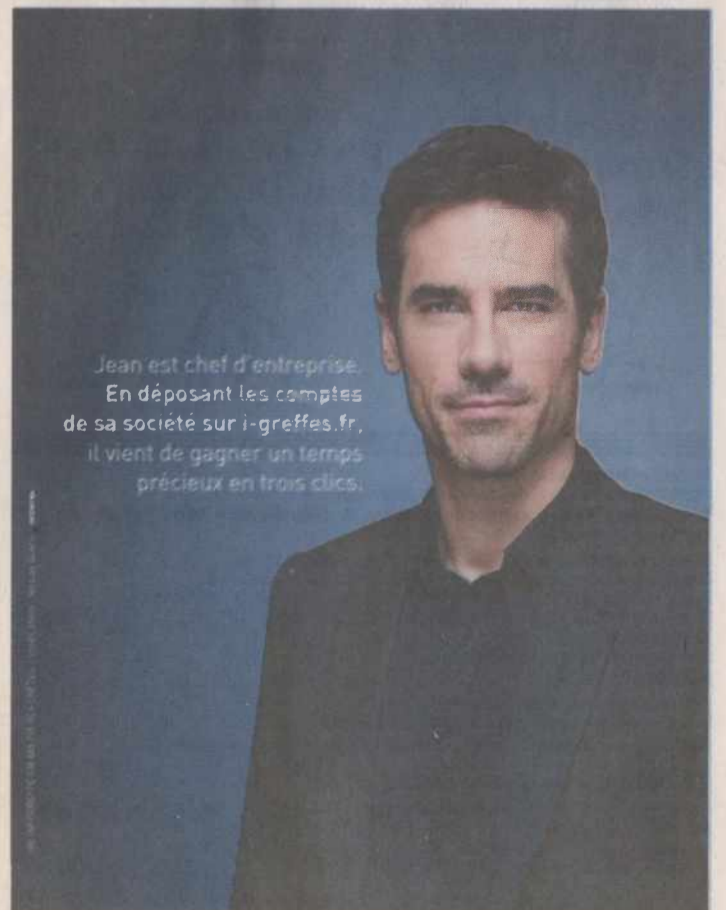 Jean est chef d'entreprise.
En déposant les comptes
de sa société sur i-greffes.fr,
il vient de gagner un temps
précieux en trois clics.